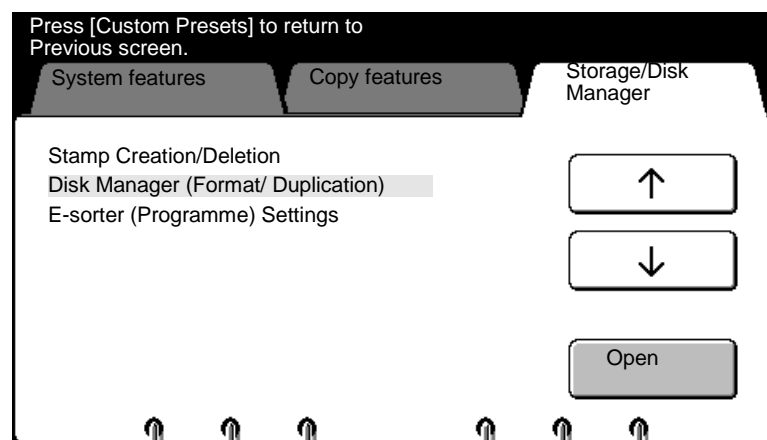 Press [Custom Presets] to return to
Previous screen.
System features
Copy features
Storage/Disk
Manager
Stamp Creation/Deletion
Disk Manager (Format/ Duplication)
E-sorter (Programme) Settings
Open